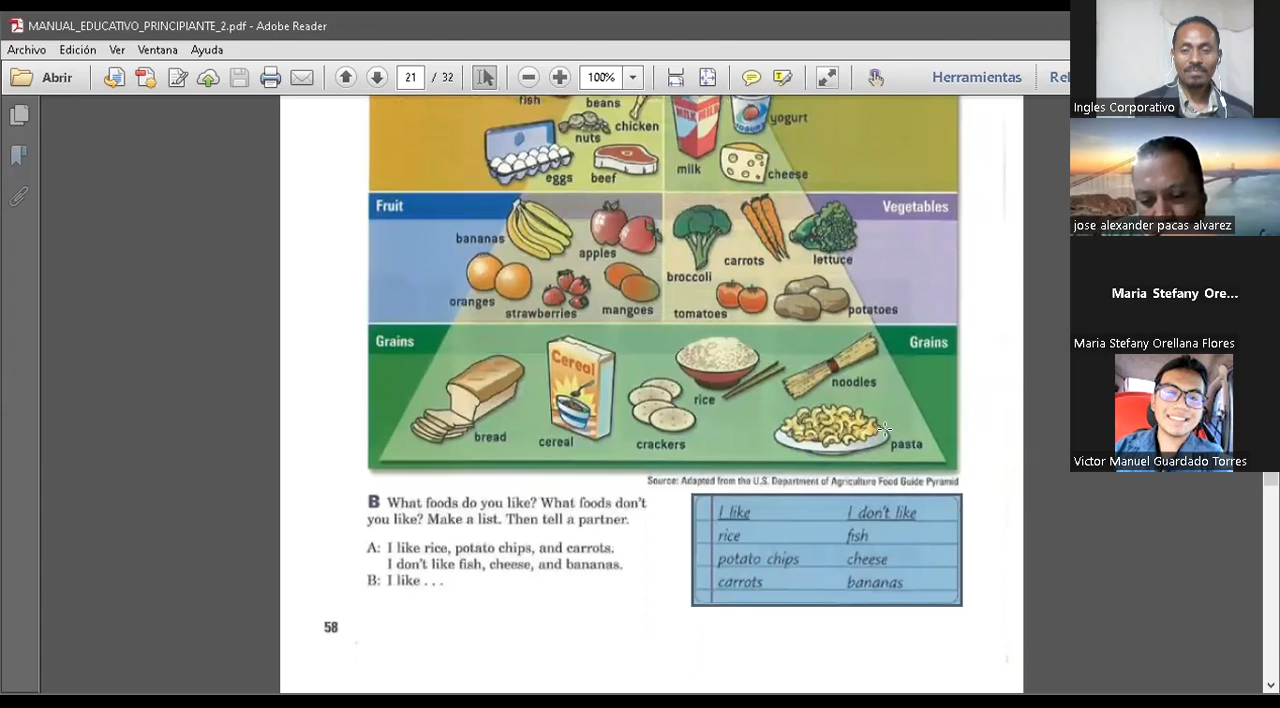 MANUAL_EDUCATIVO_PRINCIPIANTE_2.pdf - Adobe Reader
Archivo Edición Ver Ventana Ayuda
Abrir 21 / 32 100% Herramientas
fish
beans
chicken
nuts
eggs
beef
milk
yogurt
cheese
Fruit
Vegetables
bananas
apples
oranges
strawberries
mangoes
broccoli
carrots
lettuce
tomatoes
potatoes
Grains
Grains
Cereal
bread
cereal
crackers
rice
noodles
pasta
Source: Adapted from the U.S. Department of Agriculture Food Guide Pyramid
B What foods do you like? What foods don't
you like? Make a list. Then tell a partner.
A: I like rice, potato chips, and carrots.
I don't like fish, cheese, and bananas.
B: I like . . .
I like I don't like
rice fish
potato chips cheese
carrots bananas
58
Ingles Corporativo
jose alexander pacas alvarez
Maria Stefany Ore...
Maria Stefany Orellana Flores
Victor Manuel Guardado Torres